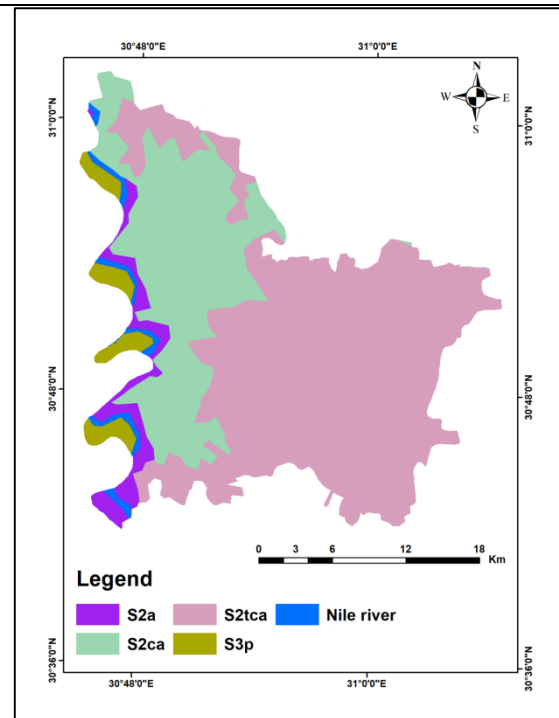 30°48'0"E 31°0'0"E
N
W E
S
31°0'0"N 31°0'0"N
30°48'0"N 30°48'0"N
0 3 6 12 18
Km
Legend
S2a S2tca Nile river
S2ca S3p
30°36'0"N 30°36'0"N
30°48'0"E 31°0'0"E